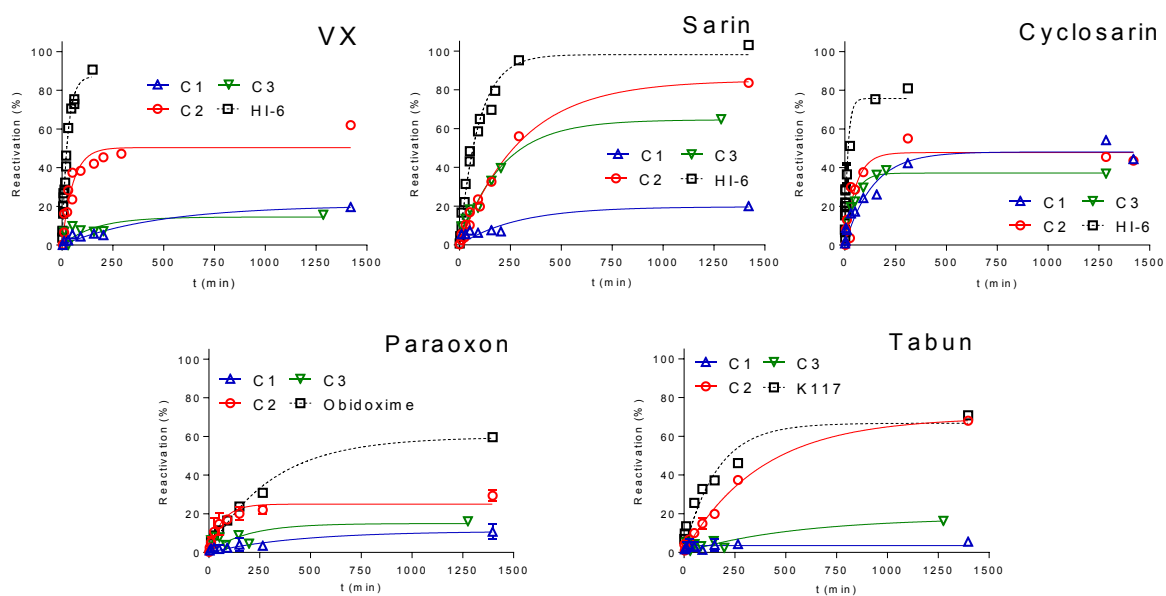 VX
Reactivation (%)
100
80
60
40
20
0
C1 C3
C2 HI-6
0 250 500 750 1000 1250 1500
t (min)
Sarin
Reactivation (%)
100
80
60
40
20
0
C1 C3
C2 HI-6
0 250 500 750 1000 1250 1500
t (min)
Cyclosarin
Reactivation (%)
100
80
60
40
20
0
C1 C3
C2 HI-6
0 250 500 750 1000 1250 1500
t (min)
Paraoxon
Reactivation (%)
100
80
60
40
20
0
C1 C3
C2 Obidoxime
0 250 500 750 1000 1250 1500
t (min)
Tabun
Reactivation (%)
100
80
60
40
20
0
C1 C3
C2 K117
0 250 500 750 1000 1250 1500
t (min)